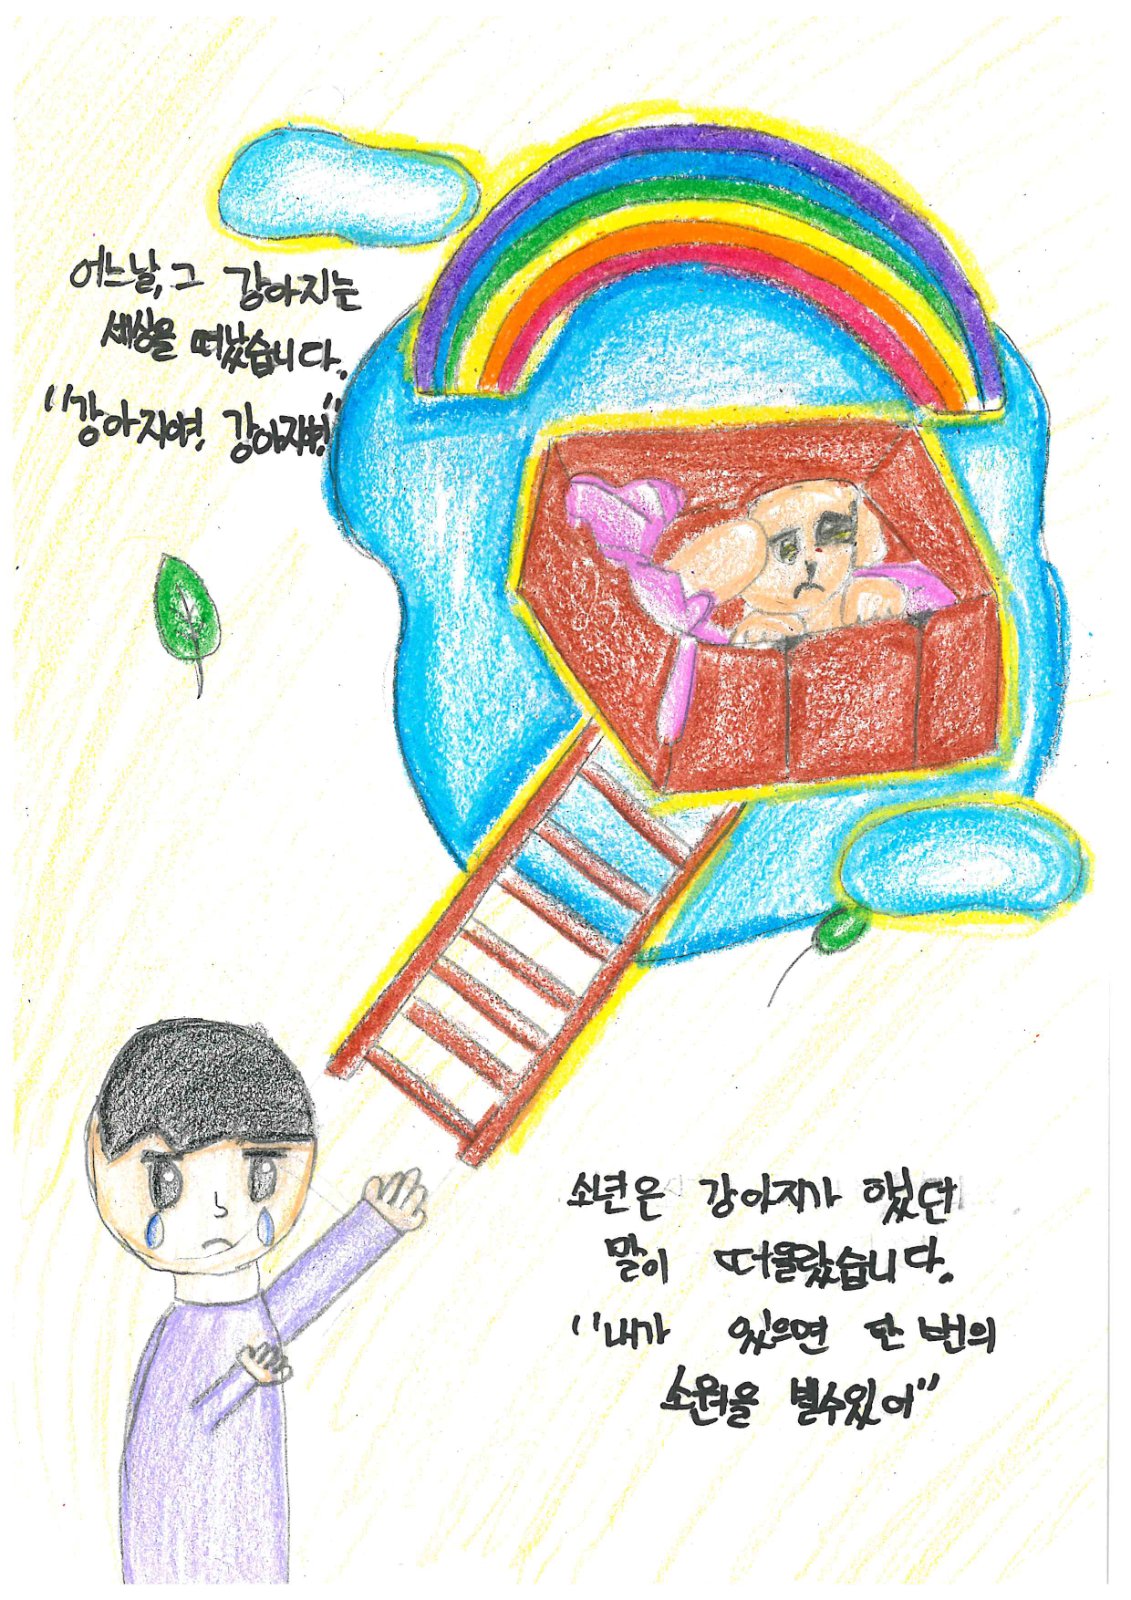 어느날, 그 강아지는
세상을 떠났습니다.
"강아지야! 강아지야!"
소년은 강아지가 했던
말이 떠올랐습니다.
"내가 있으면 단 번의
소원을 빌수있어"